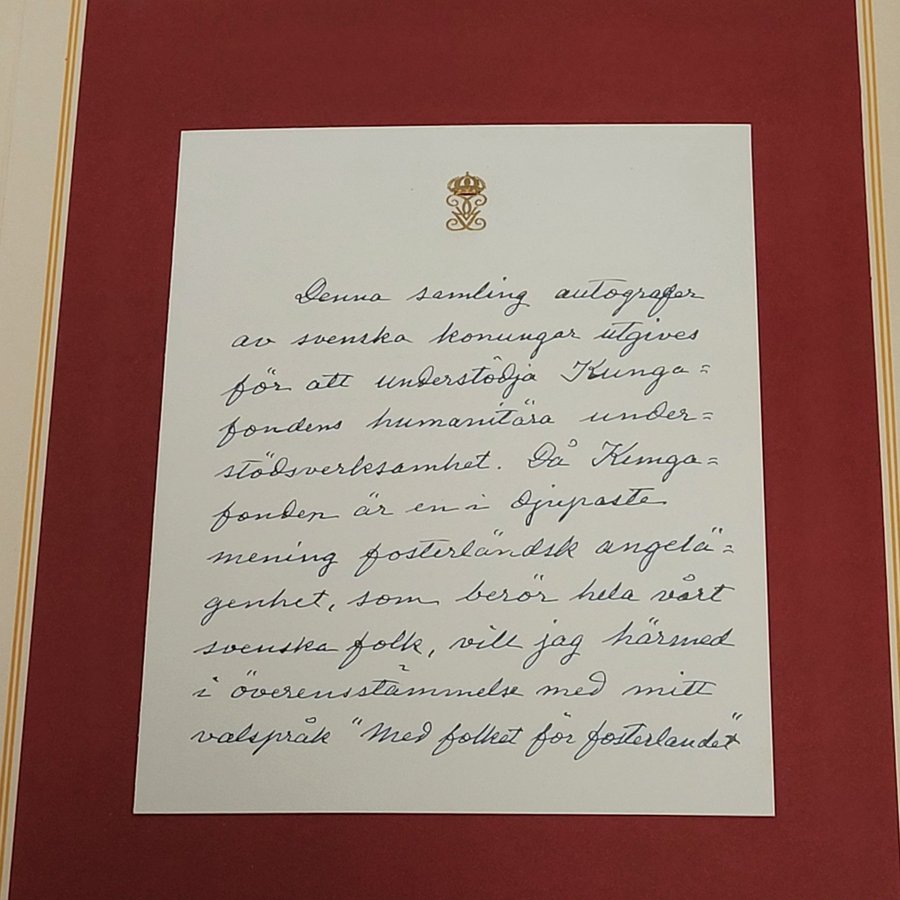 Denna samling autografer
av svenska konungar utgives
för att understödja Kunga=
fondens humanitära under=
stödsverksamhet. Då Kunga=
fonden är en i djupaste
mening fosterländsk angelä=
genhet, som berör hela vårt
svenska folk, vill jag härmed
i överensstämmelse med mitt
valspråk "Med folket för fosterlandet"